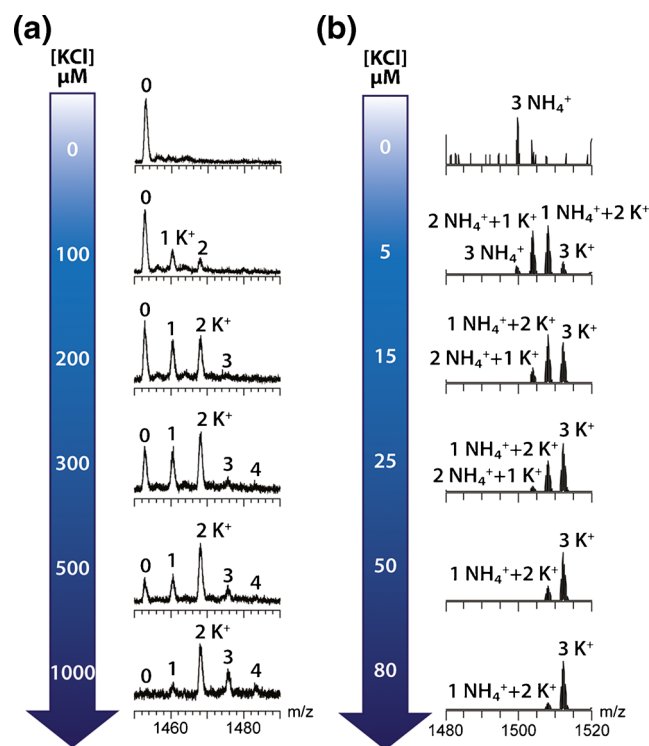 (a)
[KCl]
μM
0
0
100
0
1 K⁺
2
200
0
1
2 K⁺
3
300
0
1
2 K⁺
3
4
500
0
1
2 K⁺
3
4
1000
0
1
2 K⁺
3
4
1460
1480
m/z
(b)
[KCl]
μM
0
3 NH₄⁺
5
2 NH₄⁺+1 K⁺
1 NH₄⁺+2 K⁺
3 NH₄⁺
3 K⁺
15
1 NH₄⁺+2 K⁺
3 K⁺
2 NH₄⁺+1 K⁺
25
3 K⁺
1 NH₄⁺+2 K⁺
2 NH₄⁺+1 K⁺
50
3 K⁺
1 NH₄⁺+2 K⁺
80
3 K⁺
1 NH₄⁺+2 K⁺
1480
1500
1520
m/z